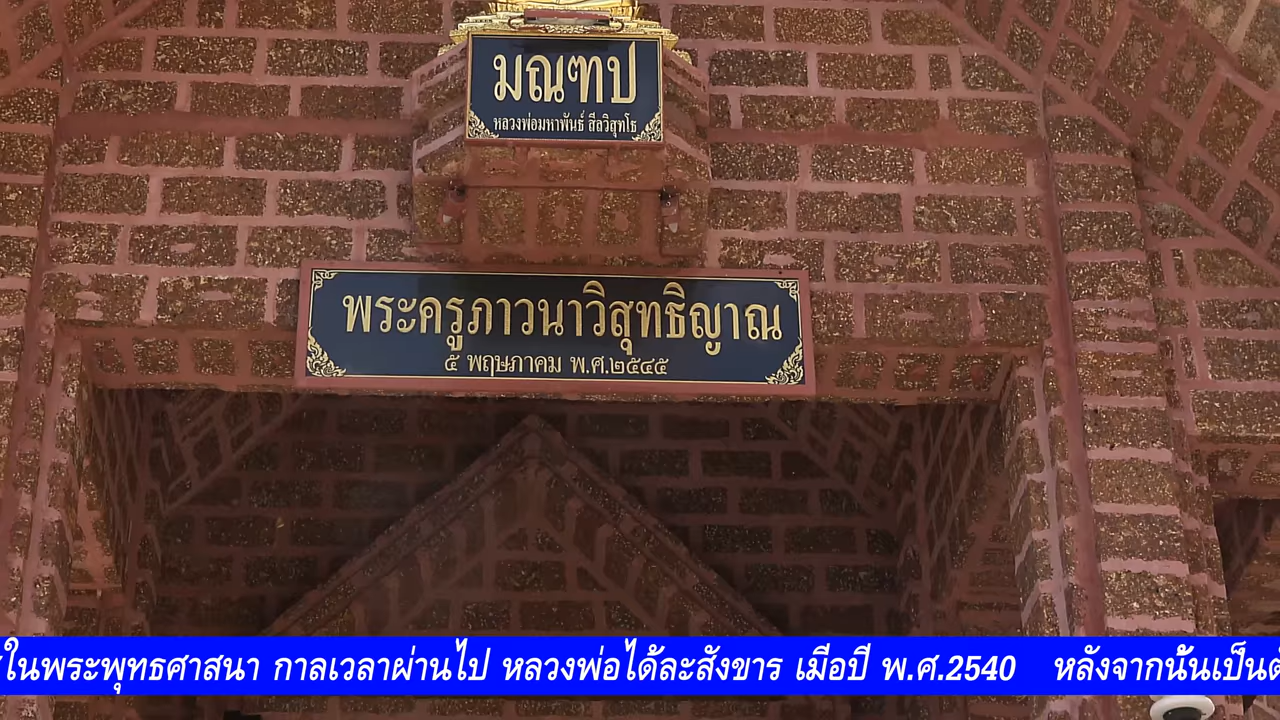 มณฑป
หลวงพ่อมหาพันธ์ สีลวิสุทโธ
พระครูภาวนาวิสุทธิญาณ
๕ พฤษภาคม พ.ศ.๒๕๔๕
ในพระพุทธศาสนา กาลเวลาผ่านไป หลวงพ่อได้ละสังขาร เมื่อปี พ.ศ.2540 หลังจากนั้นเป็นต้